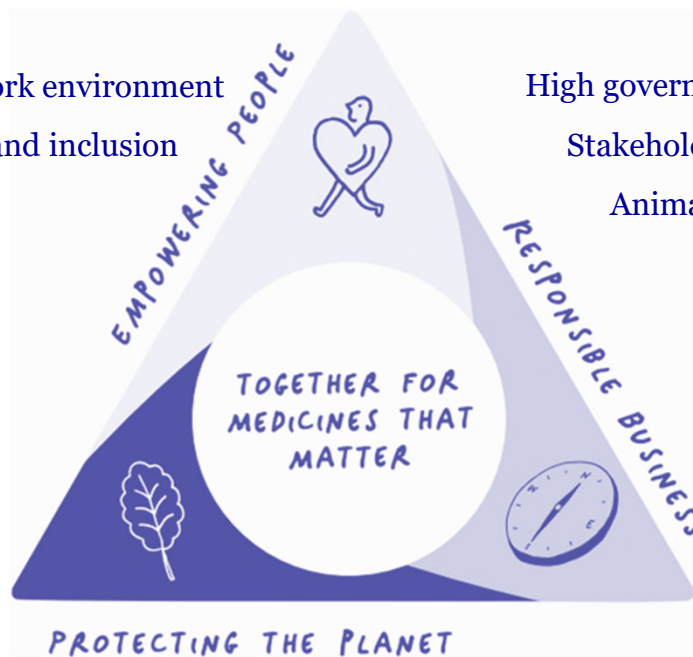 ork environment
and inclusion
High govern
Stakehol
Anima
EMPOWERING PEOPLE
RESPONSIBLE BUSINESS
TOGETHER FOR
MEDICINES THAT
MATTER
N
W
E
PROTECTING THE PLANET